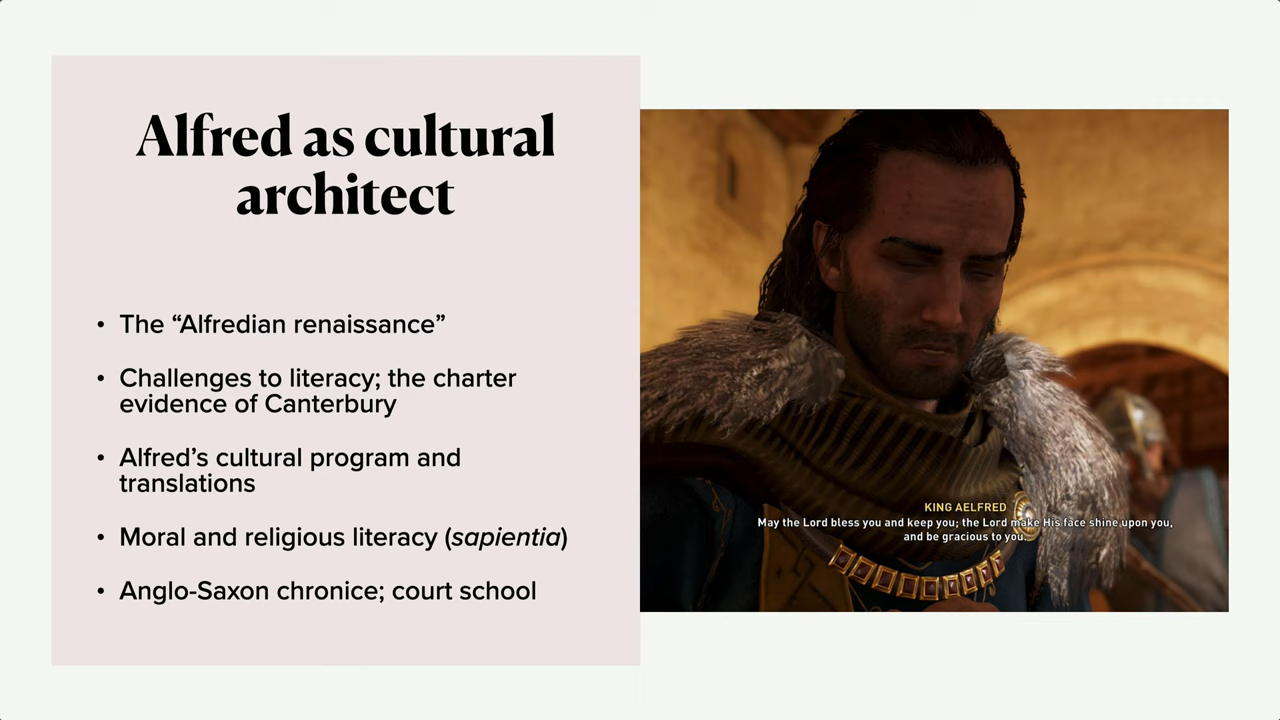 Alfred as cultural
architect
• The “Alfredian renaissance”
• Challenges to literacy; the charter
evidence of Canterbury
• Alfred’s cultural program and
translations
• Moral and religious literacy (sapientia)
• Anglo-Saxon chronice; court school
KING AELFRED
May the Lord bless you and keep you; the Lord make His face shine upon you,
and be gracious to you.